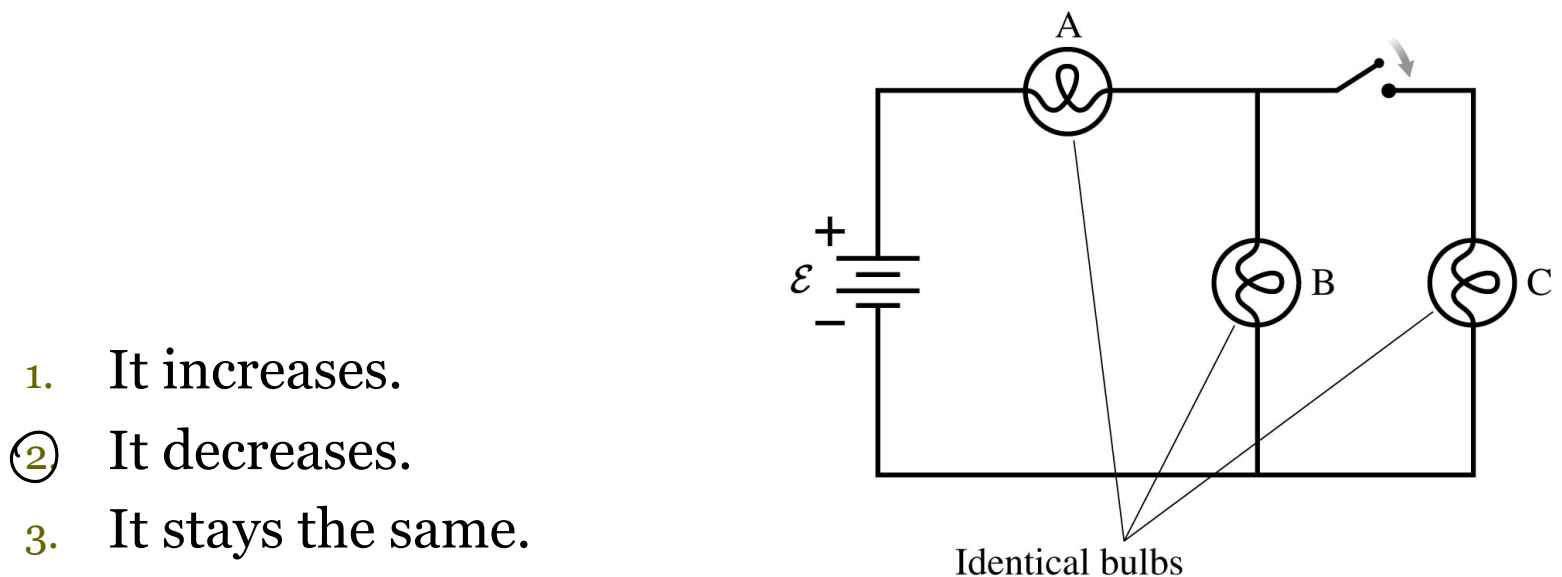 A
+
ℰ
−
B
C
1. It increases.
2. It decreases.
3. It stays the same.
Identical bulbs